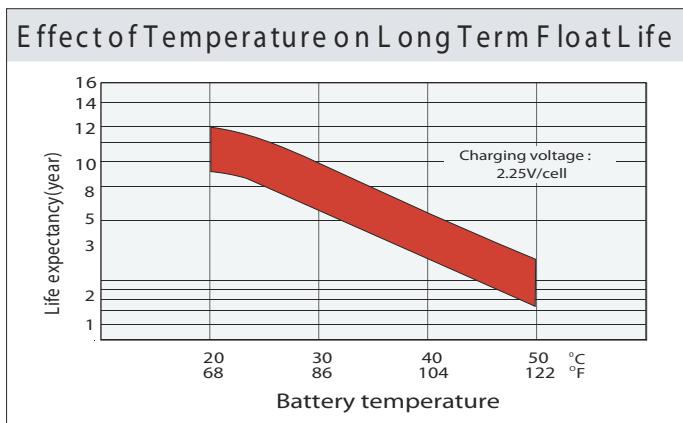 Effect of Temperature on Long Term Float Life
16
14
12
10
8
5
3
2
1
Life expectancy(year)
Charging voltage :
2.25V/cell
20 30 40 50 °C
68 86 104 122 °F
Battery temperature